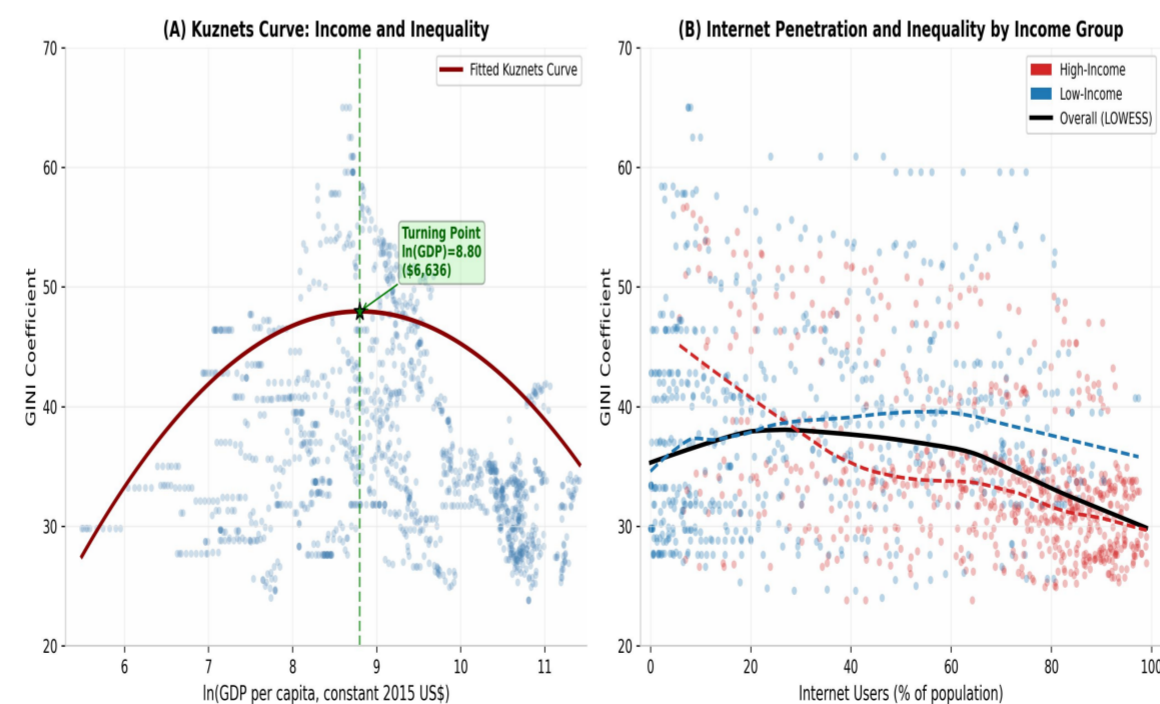 (A) Kuznets Curve: Income and Inequality
70
60
50
40
30
20
GINI Coefficient
Fitted Kuznets Curve
Turning Point
ln(GDP)=8.80
($6,636)
6 7 8 9 10 11
ln(GDP per capita, constant 2015 US$)
(B) Internet Penetration and Inequality by Income Group
70
60
50
40
30
20
GINI Coefficient
High-Income
Low-Income
Overall (LOWESS)
0 20 40 60 80 100
Internet Users (% of population)